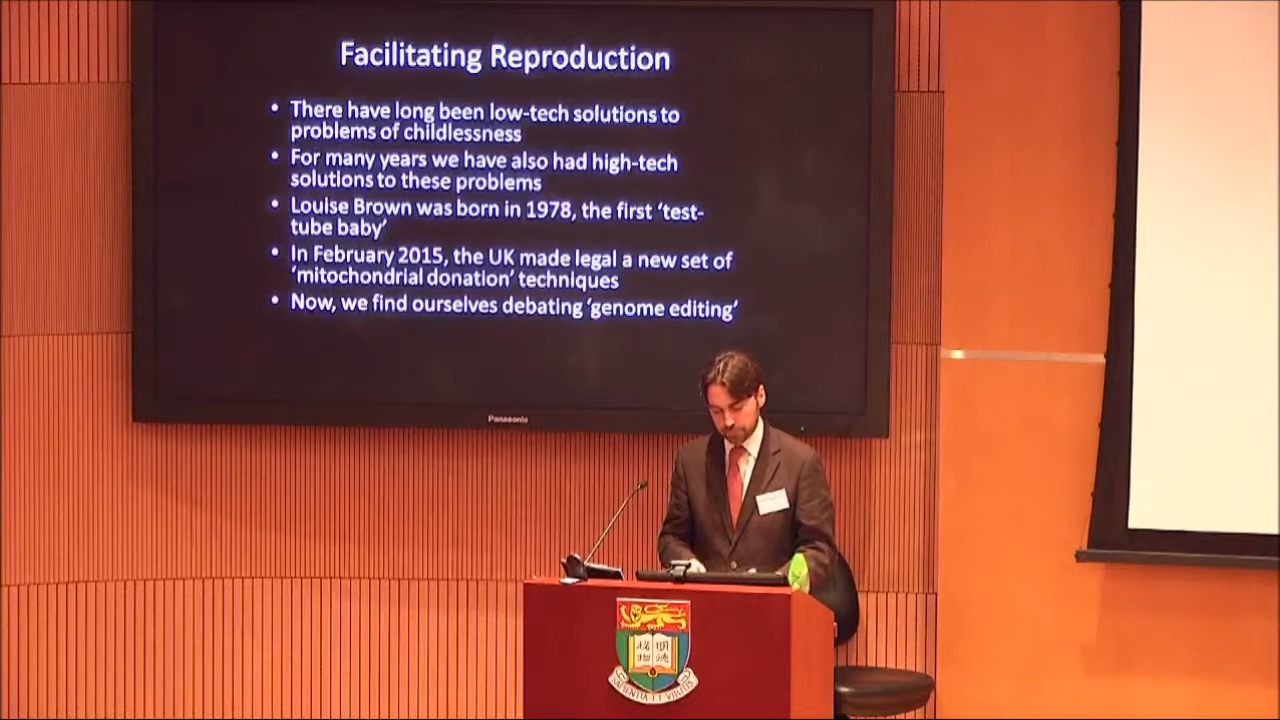 Facilitating Reproduction
• There have long been low-tech solutions to
problems of childlessness
• For many years we have also had high-tech
solutions to these problems
• Louise Brown was born in 1978, the first ‘test-
tube baby’
• In February 2015, the UK made legal a new set of
‘mitochondrial donation’ techniques
• Now, we find ourselves debating ‘genome editing’
Panasonic
SAPIENTIA ET VIRTUS